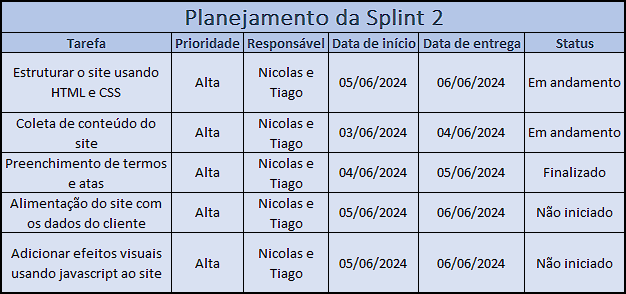 Planejamento da Splint 2
Tarefa Prioridade Responsável Data de início Data de entrega Status
Estruturar o site usando
HTML e CSS
Alta
Nicolas e
Tiago
05/06/2024
06/06/2024
Em andamento
Coleta de conteúdo do
site
Alta
Nicolas e
Tiago
03/06/2024
04/06/2024
Em andamento
Preenchimento de termos
e atas
Alta
Nicolas e
Tiago
04/06/2024
05/06/2024
Finalizado
Alimentação do site com
os dados do cliente
Alta
Nicolas e
Tiago
05/06/2024
06/06/2024
Não iniciado
Adicionar efeitos visuais
usando javascript ao site
Alta
Nicolas e
Tiago
05/06/2024
06/06/2024
Não iniciado